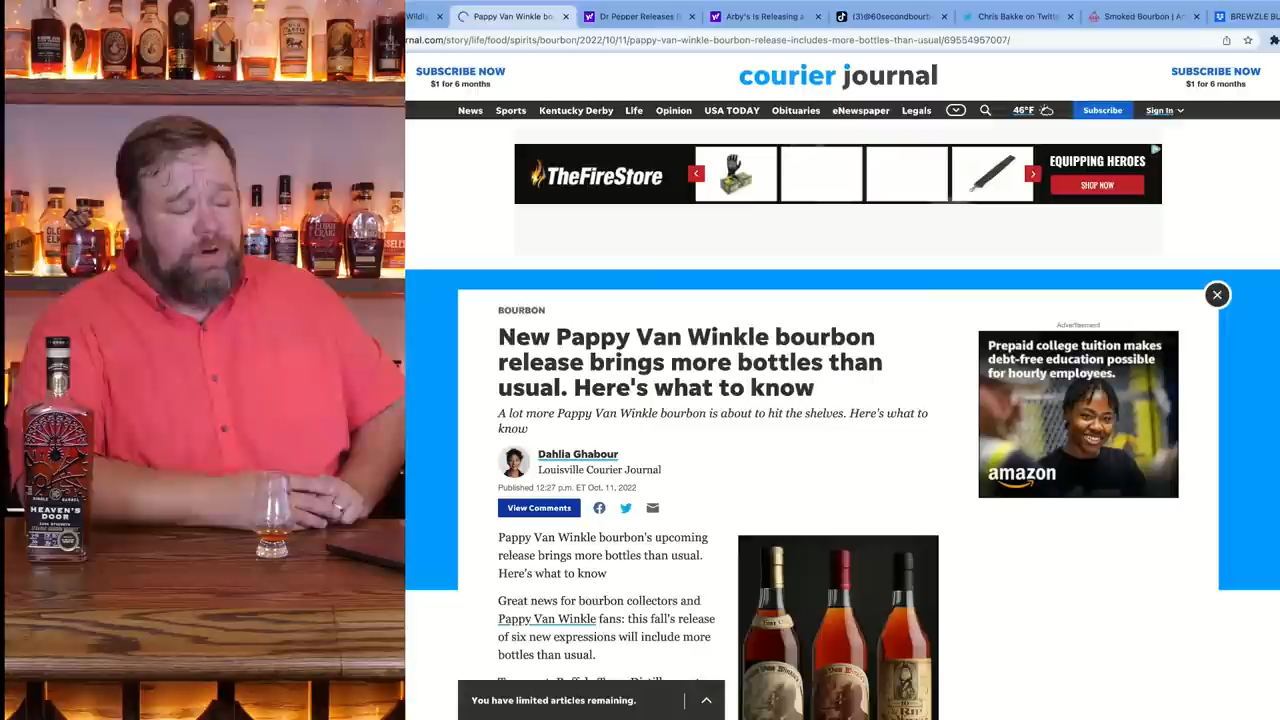 Pappy Van Winkle bo
Dr Pepper Releases
Arby's Is Releasing a
(3)@60secondbourb
Chris Bakke on Twitt
Smoked Bourbon | A
BREWZLE BL
rnal.com/story/life/food/spirits/bourbon/2022/10/11/pappy-van-winkle-bourbon-release-includes-more-bottles-than-usual/69554957007/
SUBSCRIBE NOW
$1 for 6 months
courier journal
SUBSCRIBE NOW
$1 for 6 months
News Sports Kentucky Derby Life Opinion USA TODAY Obituaries eNewspaper Legals 46°F Subscribe Sign In
TheFireStore
EQUIPPING HEROES
SHOP NOW
BOURBON
New Pappy Van Winkle bourbon
release brings more bottles than
usual. Here's what to know
A lot more Pappy Van Winkle bourbon is about to hit the shelves. Here's what to
know
Dahlia Ghabour
Louisville Courier Journal
Published 12:27 p.m. ET Oct. 11, 2022
View Comments
Pappy Van Winkle bourbon's upcoming
release brings more bottles than usual.
Here's what to know
Great news for bourbon collectors and
Pappy Van Winkle fans: this fall's release
of six new expressions will include more
bottles than usual.
You have limited articles remaining.
Advertisement
Prepaid college tuition makes
debt-free education possible
for hourly employees.
amazon
SINGLE BARREL
HEAVEN'S
DOOR
ELIJAH
CRAIG